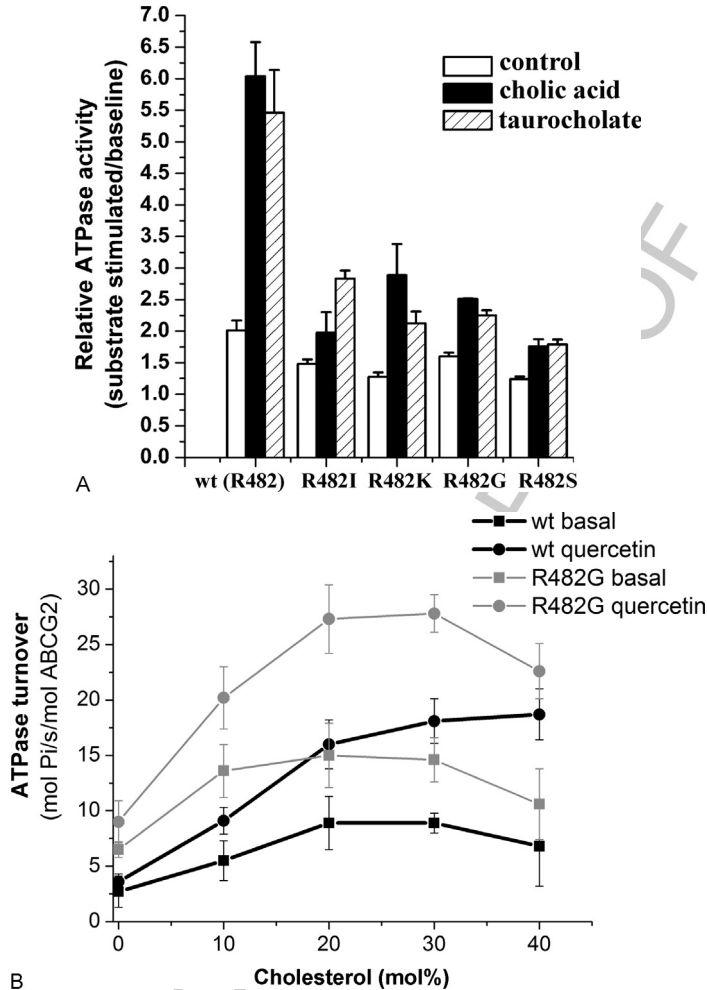 7.0
6.5
6.0
5.5
5.0
4.5
4.0
3.5
3.0
2.5
2.0
1.5
1.0
0.5
0.0
Relative ATPase activity
(substrate stimulated/baseline)
control
cholic acid
taurocholate
wt (R482) R482I R482K R482G R482S
A
OF
wt basal
wt quercetin
R482G basal
R482G quercetin
30
25
20
15
10
5
0
ATPase turnover
(mol Pi/s/mol ABCG2)
0 10 20 30 40
Cholesterol (mol%)
B